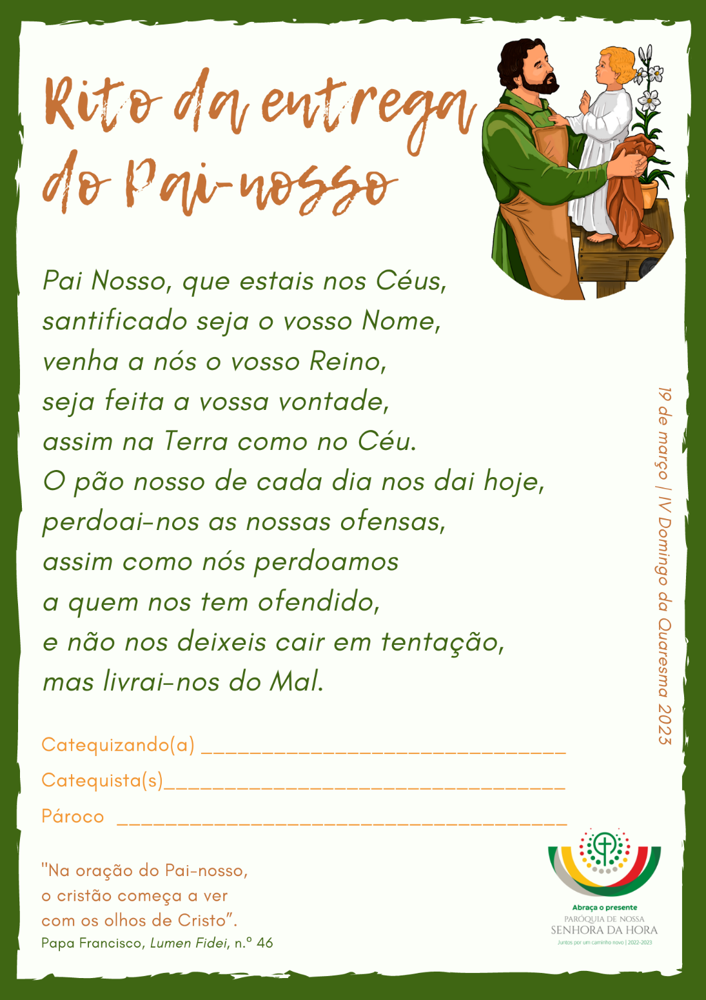 Rito da entrega
do Pai-nosso
Pai Nosso, que estais nos Céus,
santificado seja o vosso Nome,
venha a nós o vosso Reino,
seja feita a vossa vontade,
assim na Terra como no Céu.
O pão nosso de cada dia nos dai hoje,
perdoai-nos as nossas ofensas,
assim como nós perdoamos
a quem nos tem ofendido,
e não nos deixeis cair em tentação,
mas livrai-nos do Mal.
19 de março | IV Domingo da Quaresma 2023
Catequizando(a) ______________________________
Catequista(s)_________________________________
Pároco _____________________________________
"Na oração do Pai-nosso,
o cristão começa a ver
com os olhos de Cristo”.
Papa Francisco, Lumen Fidei, n.º 46
Abraça o presente
PARÓQUIA DE NOSSA
SENHORA DA HORA
Juntos por um caminho novo | 2022-2023